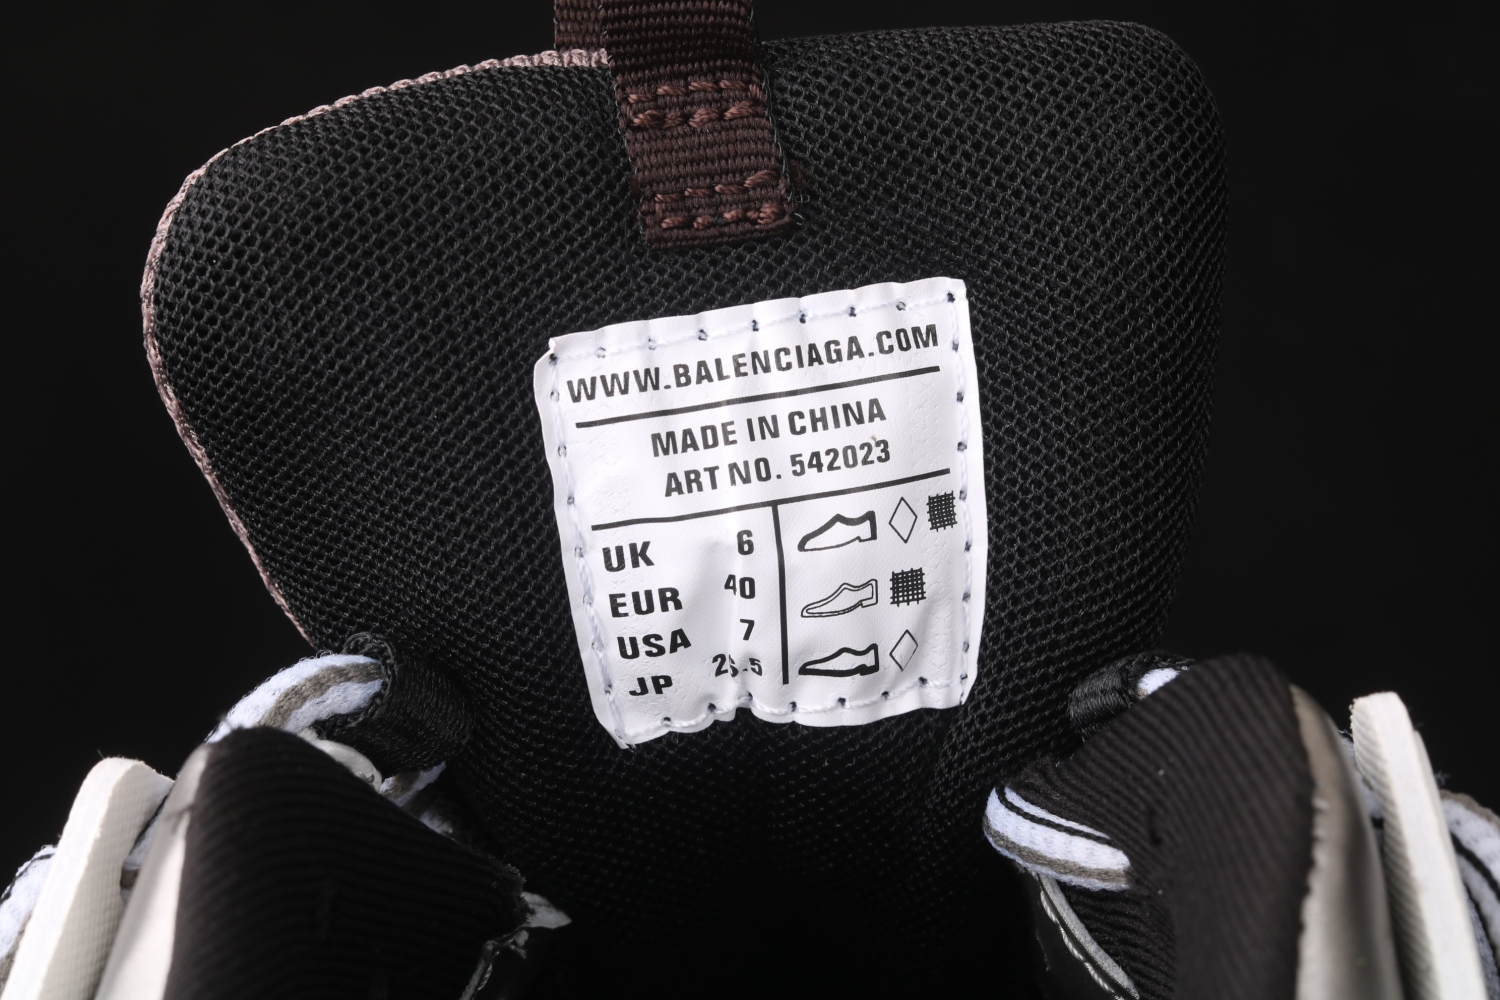 WWW.BALENCIAGA.COM
MADE IN CHINA
ART NO. 542023
UK 6
EUR 40
USA 7
JP